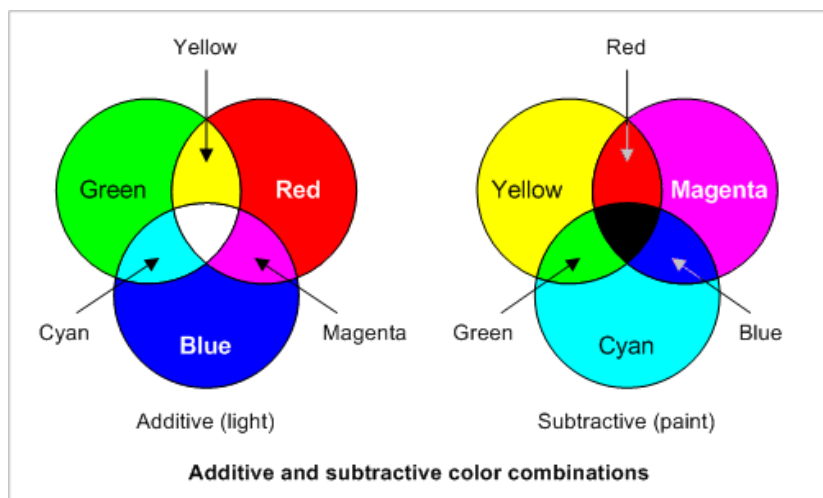 Yellow
Red
Green
Red
Yellow
Magenta
Cyan
Blue
Magenta
Green
Cyan
Blue
Additive (light)
Subtractive (paint)
Additive and subtractive color combinations